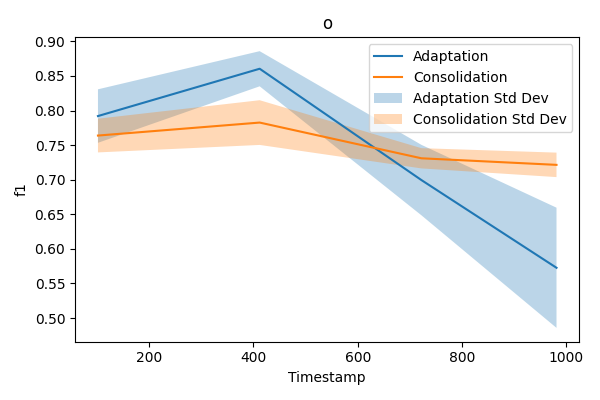 o
0.90
0.85
0.80
0.75
0.70
0.65
0.60
0.55
0.50
f1
200
400
600
800
1000
Timestamp
Adaptation
Consolidation
Adaptation Std Dev
Consolidation Std Dev